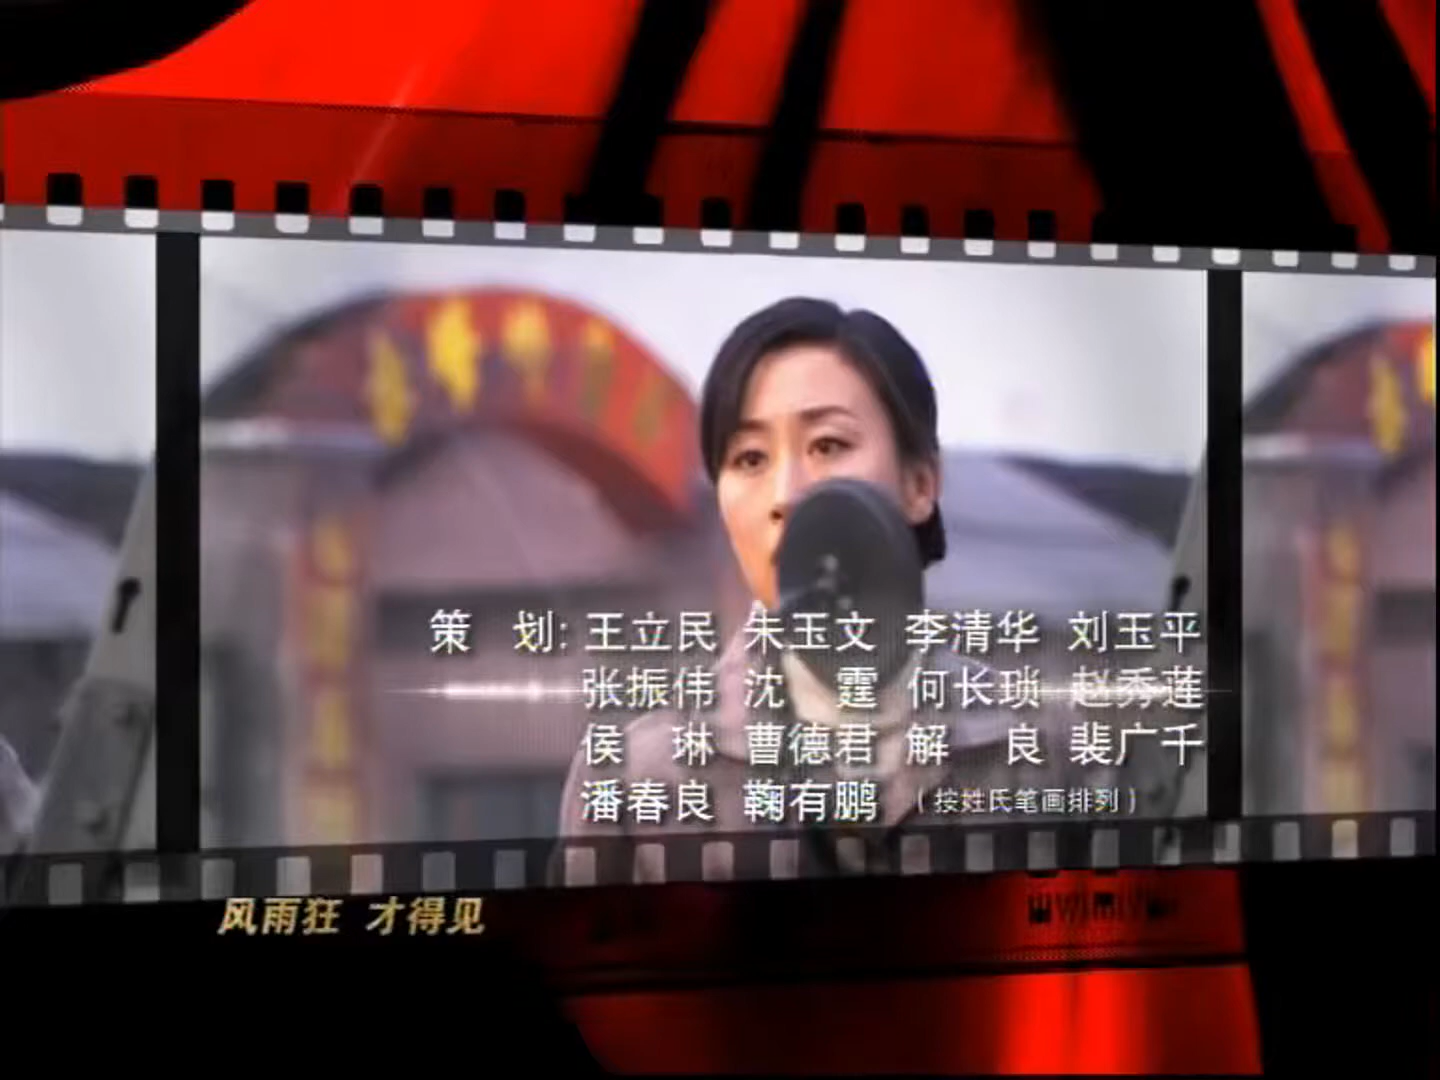 策 划: 王立民 朱玉文 李清华 刘玉平
张振伟 沈 霆 何长琐 赵秀莲
侯 琳 曹德君 解 良 裴广千
潘春良 鞠有鹏 (按姓氏笔画排列)
风雨狂 才得见